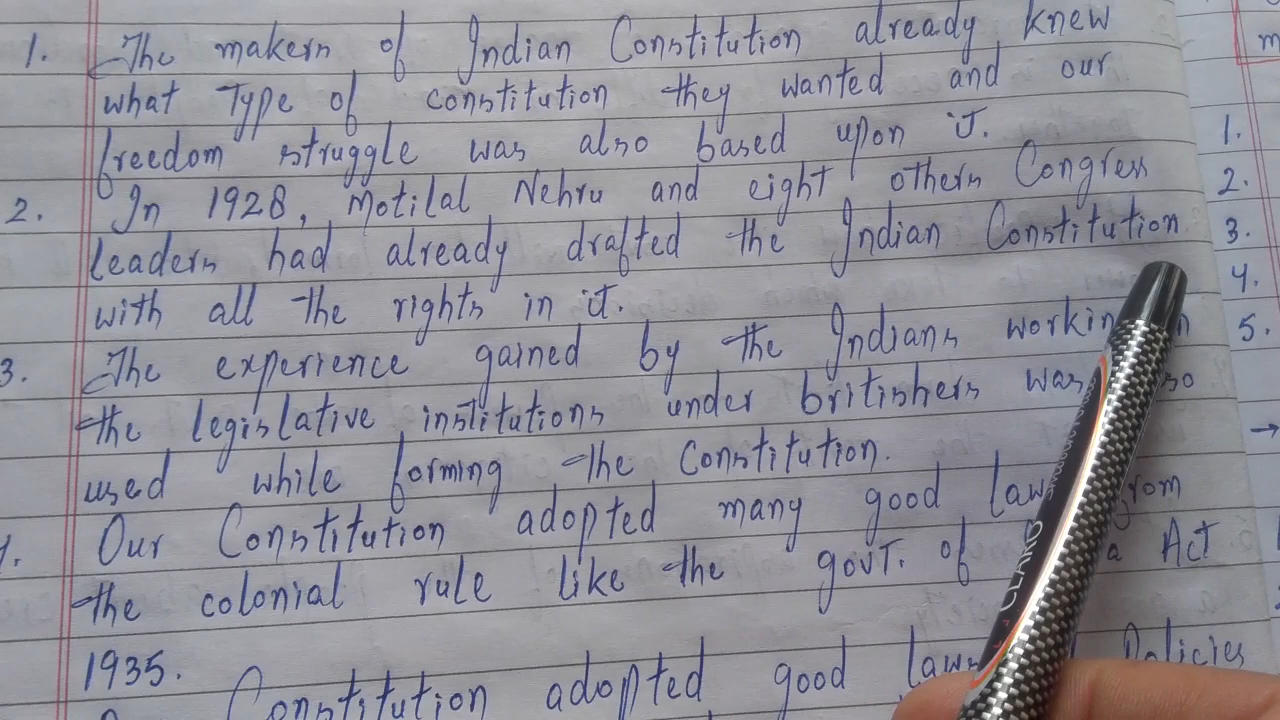 1. The makers of Indian Constitution already knew
what Type of constitution they wanted and our
freedom struggle was also based upon it.
2. In 1928, Motilal Nehru and eight others Congress
leaders had already drafted the Indian Constitution
with all the rights in it.
3. The experience gained by the Indians
the legislative institutions under britishers was
used while forming the Constitution.
Our Constitution adopted many good
the colonial rule like the govT. of Act
1935.
Constitution adopted good laws Policies
1.
2.
3.
4.
5.
→
CLARO